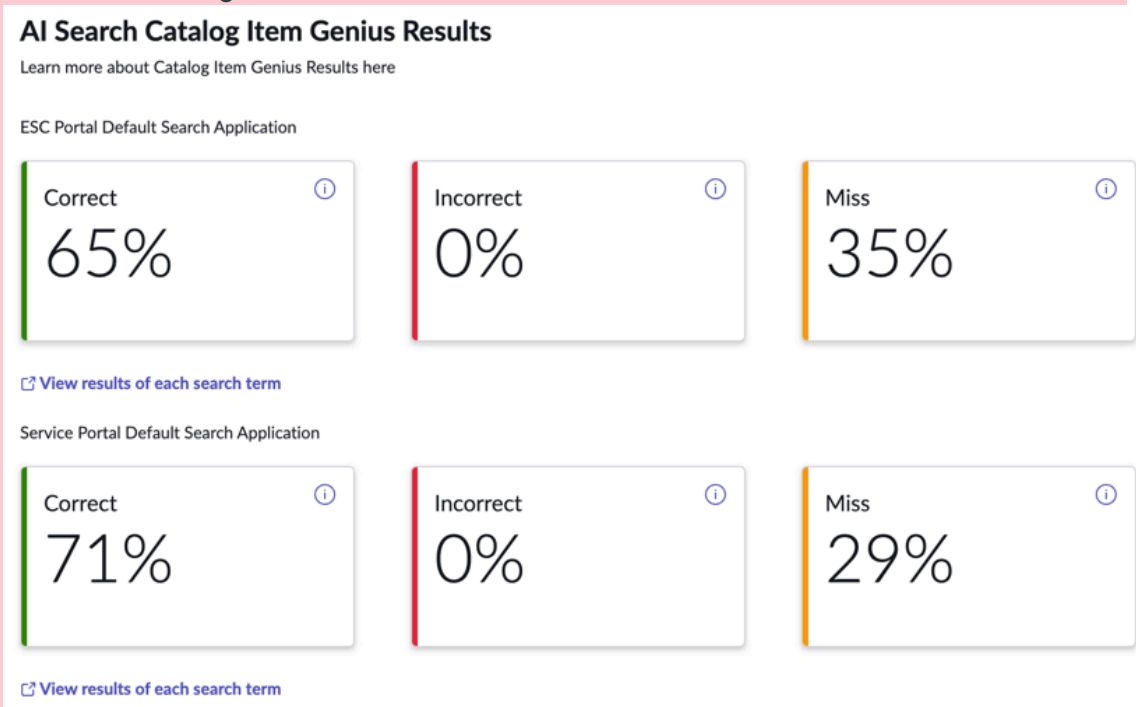 AI Search Catalog Item Genius Results
Learn more about Catalog Item Genius Results here
ESC Portal Default Search Application
Correct
65%
Incorrect
0%
Miss
35%
View results of each search term
Service Portal Default Search Application
Correct
71%
Incorrect
0%
Miss
29%
View results of each search term